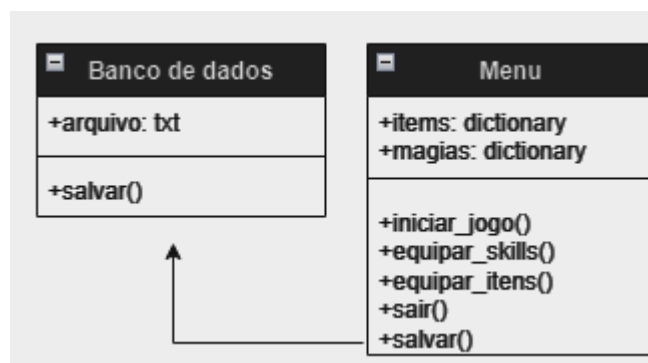 Banco de dados
+arquivo: txt
+salvar()
Menu
+items: dictionary
+magias: dictionary
+iniciar_jogo()
+equipar_skills()
+equipar_itens()
+sair()
+salvar()